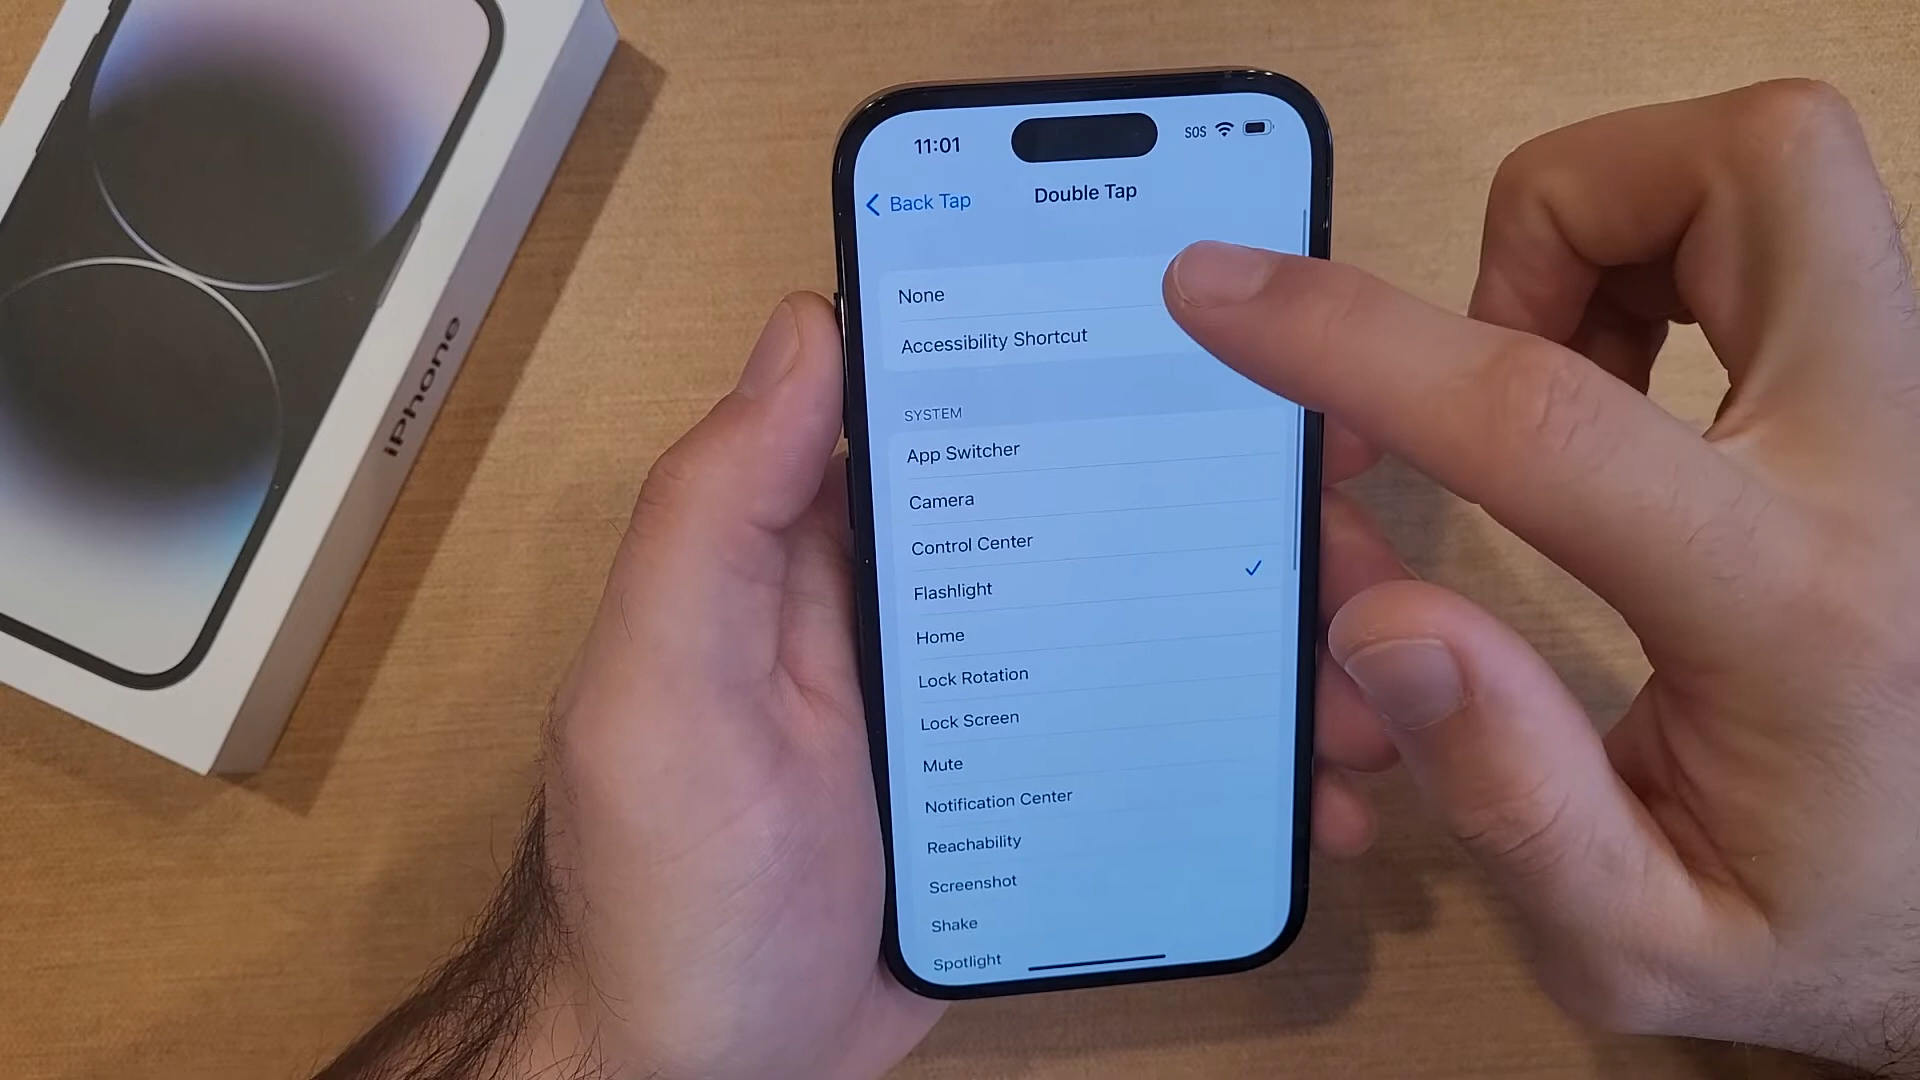 iPhone
11:01
SOS
Back Tap
Double Tap
None
Accessibility Shortcut
SYSTEM
App Switcher
Camera
Control Center
Flashlight
Home
Lock Rotation
Lock Screen
Mute
Notification Center
Reachability
Screenshot
Shake
Spotlight